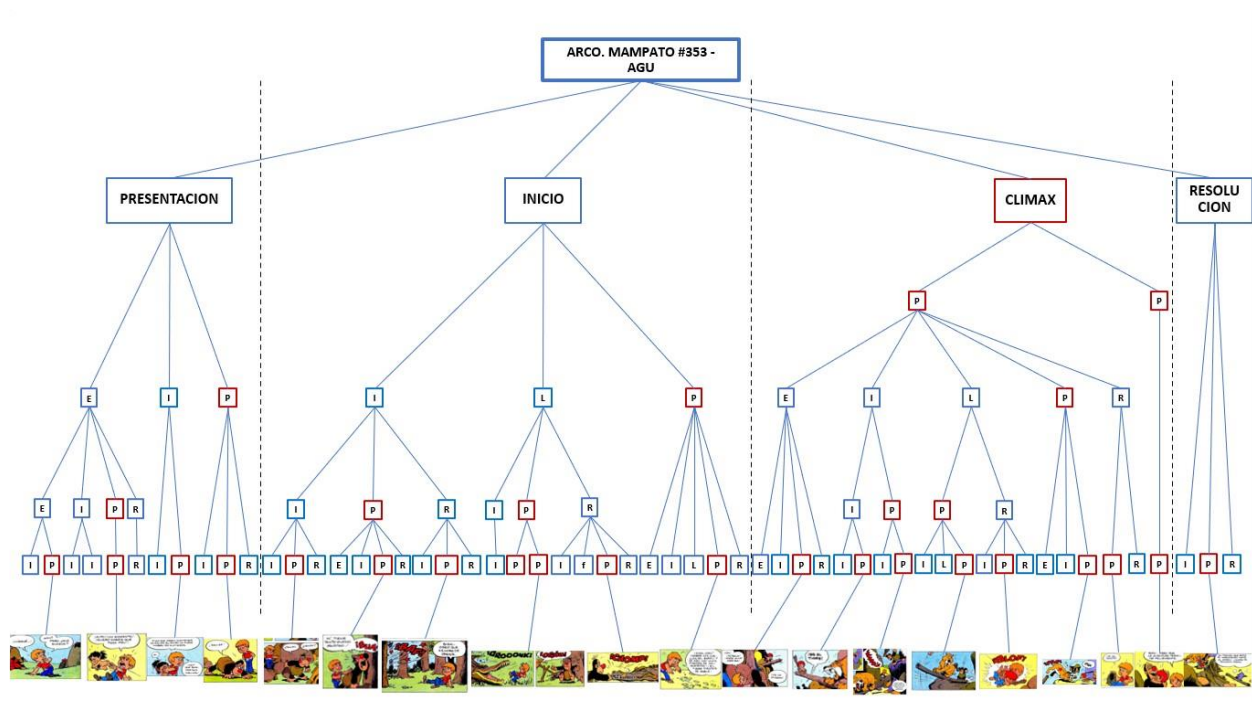 ARCO. MAMPATO #353 -
AGU
PRESENTACION INICIO CLIMAX RESOLU
CION
P P
E I P I L P E I L P R
E I P R I P R I P R I P P R
I P I I P R I P I P R I P R E I P R I P R I P P I f P R E I L P R E I P R I P I P I L P I P R E I P P R P I P R